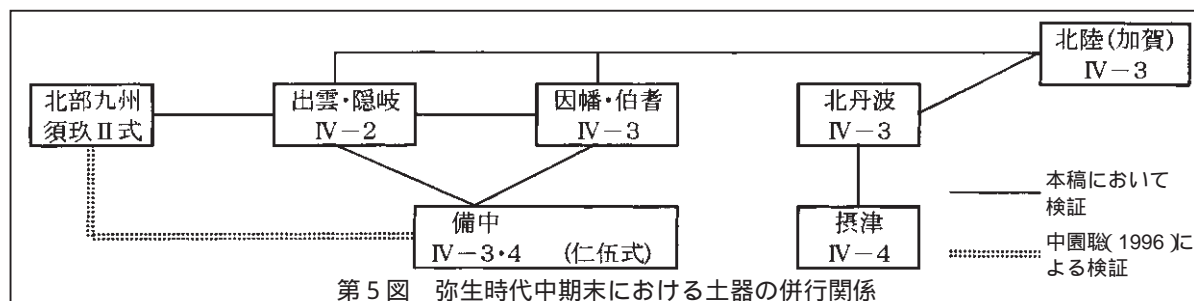 北陸(加賀)
Ⅳ−3
北部九州
須玖Ⅱ式
出雲・隠岐
Ⅳ−2
因幡・伯耆
Ⅳ−3
北丹波
Ⅳ−3
備中
Ⅳ−3・4 (仁伍式)
摂津
Ⅳ−4
本稿において
検証
中園聡(1996)に
よる検証
第5図 弥生時代中期末における土器の併行関係